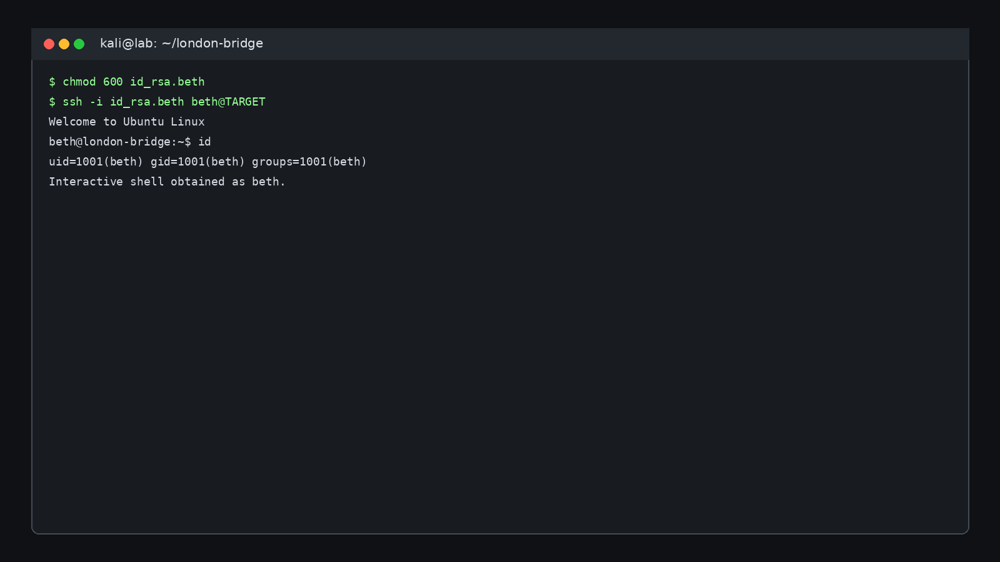 kali@lab: ~/london-bridge
$ chmod 600 id_rsa.beth
$ ssh -i id_rsa.beth beth@TARGET
Welcome to Ubuntu Linux
beth@london-bridge:~$ id
uid=1001(beth) gid=1001(beth) groups=1001(beth)
Interactive shell obtained as beth.